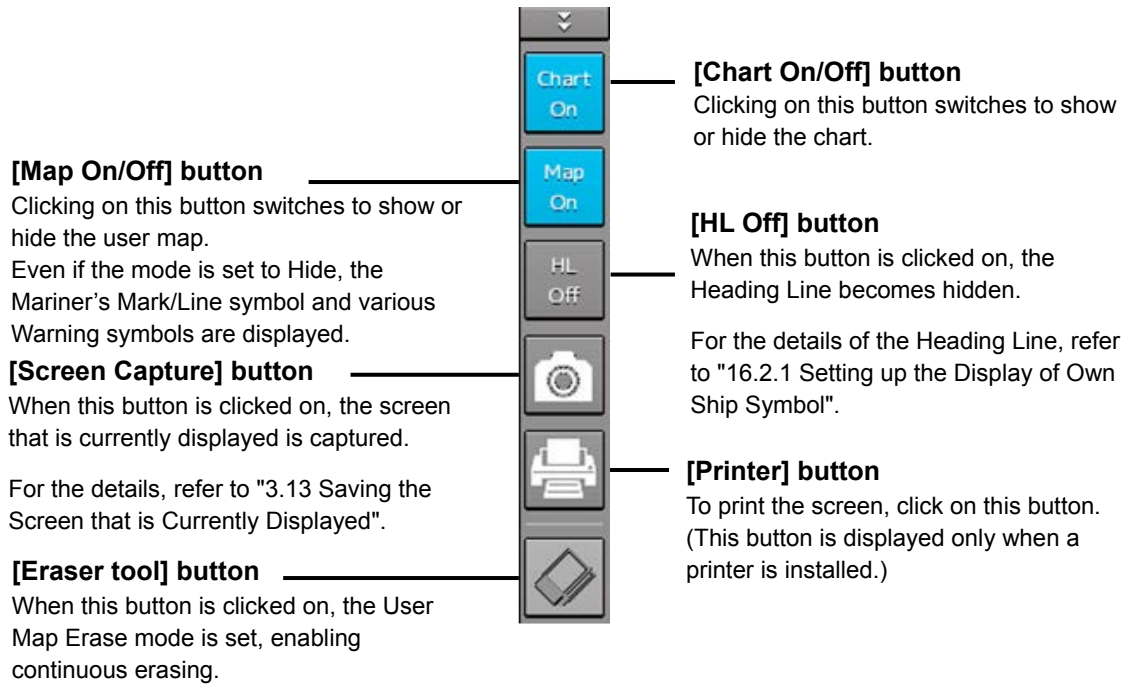 Chart
On
[Chart On/Off] button
Clicking on this button switches to show
or hide the chart.
[Map On/Off] button
Clicking on this button switches to show or
hide the user map.
Even if the mode is set to Hide, the
Mariner’s Mark/Line symbol and various
Warning symbols are displayed.
Map
On
[HL Off] button
When this button is clicked on, the
Heading Line becomes hidden.
For the details of the Heading Line, refer
to "16.2.1 Setting up the Display of Own
Ship Symbol".
HL
Off
[Screen Capture] button
When this button is clicked on, the screen
that is currently displayed is captured.
For the details, refer to "3.13 Saving the
Screen that is Currently Displayed".
[Printer] button
To print the screen, click on this button.
(This button is displayed only when a
printer is installed.)
[Eraser tool] button
When this button is clicked on, the User
Map Erase mode is set, enabling
continuous erasing.